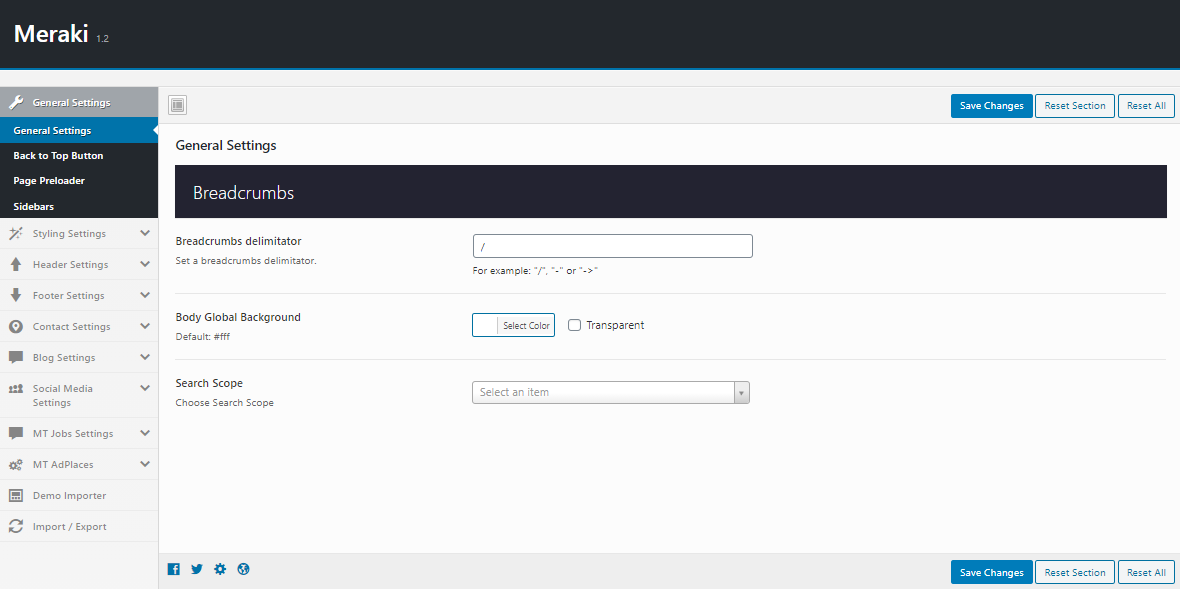 Meraki 1.2
General Settings
General Settings
Back to Top Button
Page Preloader
Sidebars
Styling Settings
Header Settings
Footer Settings
Contact Settings
Blog Settings
Social Media
Settings
MT Jobs Settings
MT AdPlaces
Demo Importer
Import / Export
Save Changes Reset Section Reset All
General Settings
Breadcrumbs
Breadcrumbs delimitator
Set a breadcrumbs delimitator.
/
For example: "/", "-" or "->"
Body Global Background
Default: #fff
Select Color Transparent
Search Scope
Choose Search Scope
Select an item
Save Changes Reset Section Reset All